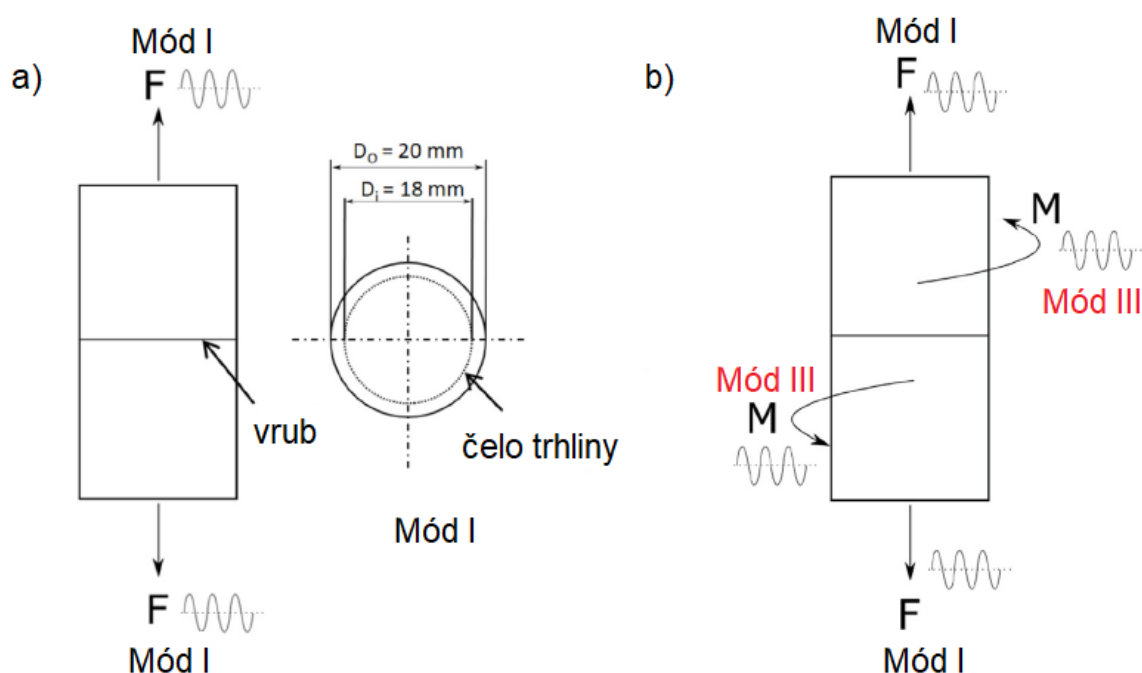 a)
Mód I
F
D₀ = 20 mm
Dᵢ = 18 mm
vrub
čelo trhliny
Mód I
F
Mód I
b)
Mód I
F
M
Mód III
Mód III
M
F
Mód I